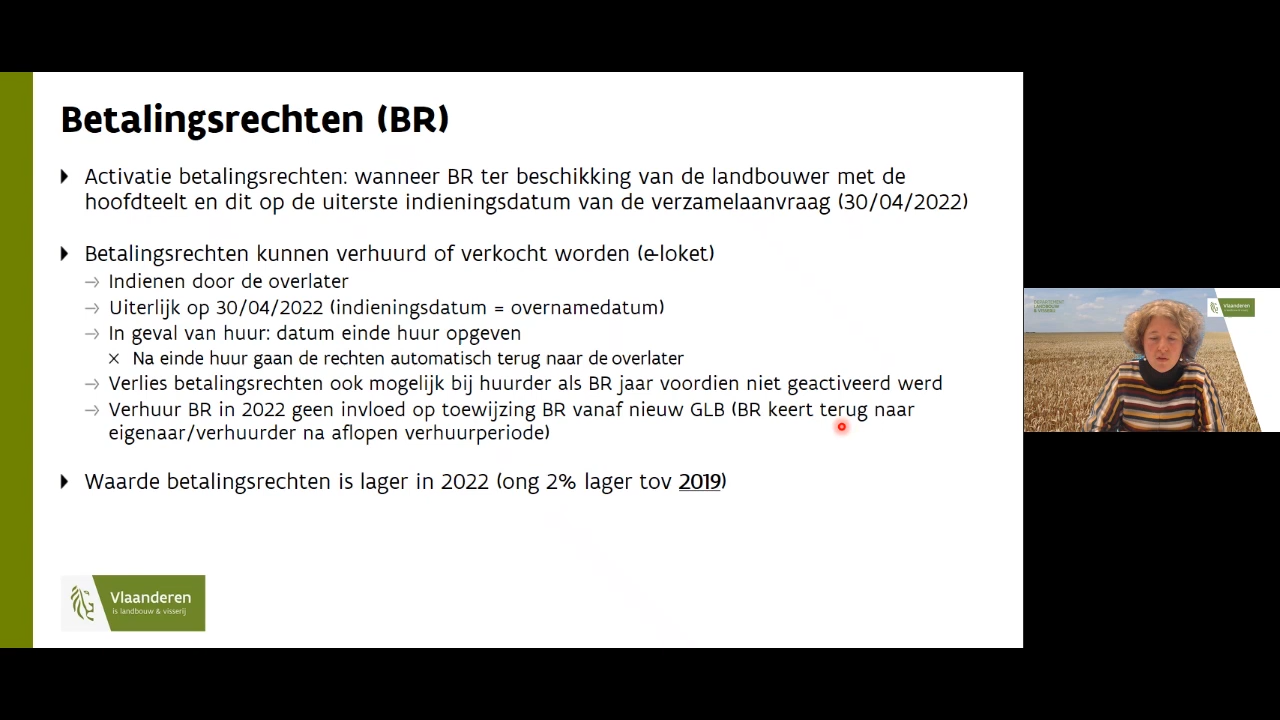 Betalingsrechten (BR)
Activatie betalingsrechten: wanneer BR ter beschikking van de landbouwer met de
hoofdteelt en dit op de uiterste indieningsdatum van de verzamelaanvraag (30/04/2022)
Betalingsrechten kunnen verhuurd of verkocht worden (e-loket)
Indienen door de overlater
Uiterlijk op 30/04/2022 (indieningsdatum = overnamedatum)
In geval van huur: datum einde huur opgeven
Na einde huur gaan de rechten automatisch terug naar de overlater
Verlies betalingsrechten ook mogelijk bij huurder als BR jaar voordien niet geactiveerd werd
Verhuur BR in 2022 geen invloed op toewijzing BR vanaf nieuw GLB (BR keert terug naar
eigenaar/verhuurder na aflopen verhuurperiode)
Waarde betalingsrechten is lager in 2022 (ong 2% lager tov 2019)
Vlaanderen
is landbouw & visserij
DEPARTEMENT
LANDBOUW
& VISSERIJ
Vlaanderen